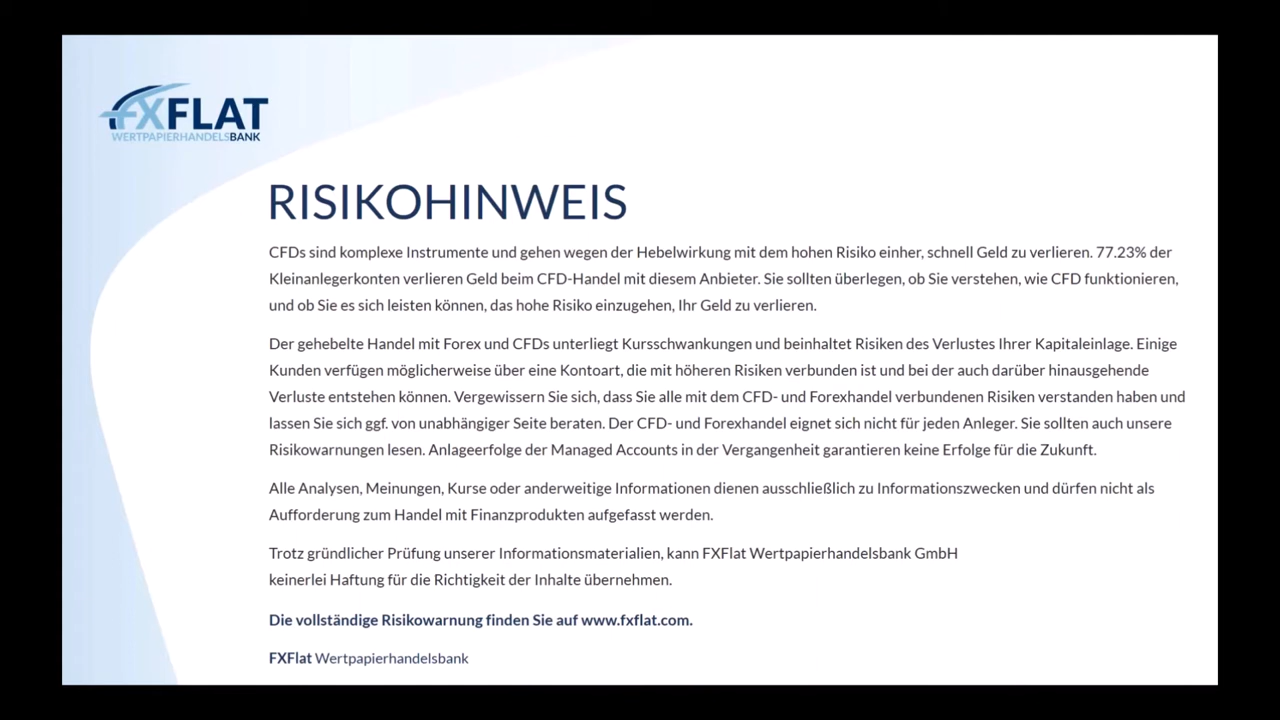 FXFLAT
WERTPAPIERHANDELSBANK
RISIKOHINWEIS
CFDs sind komplexe Instrumente und gehen wegen der Hebelwirkung mit dem hohen Risiko einher, schnell Geld zu verlieren. 77.23% der
Kleinanlegerkonten verlieren Geld beim CFD-Handel mit diesem Anbieter. Sie sollten überlegen, ob Sie verstehen, wie CFD funktionieren,
und ob Sie es sich leisten können, das hohe Risiko einzugehen, Ihr Geld zu verlieren.
Der gehebelte Handel mit Forex und CFDs unterliegt Kursschwankungen und beinhaltet Risiken des Verlustes Ihrer Kapitaleinlage. Einige
Kunden verfügen möglicherweise über eine Kontoart, die mit höheren Risiken verbunden ist und bei der auch darüber hinausgehende
Verluste entstehen können. Vergewissern Sie sich, dass Sie alle mit dem CFD- und Forexhandel verbundenen Risiken verstanden haben und
lassen Sie sich ggf. von unabhängiger Seite beraten. Der CFD- und Forexhandel eignet sich nicht für jeden Anleger. Sie sollten auch unsere
Risikowarnungen lesen. Anlageerfolge der Managed Accounts in der Vergangenheit garantieren keine Erfolge für die Zukunft.
Alle Analysen, Meinungen, Kurse oder anderweitige Informationen dienen ausschließlich zu Informationszwecken und dürfen nicht als
Aufforderung zum Handel mit Finanzprodukten aufgefasst werden.
Trotz gründlicher Prüfung unserer Informationsmaterialien, kann FXFlat Wertpapierhandelsbank GmbH
keinerlei Haftung für die Richtigkeit der Inhalte übernehmen.
Die vollständige Risikowarnung finden Sie auf www.fxflat.com.
FXFlat Wertpapierhandelsbank